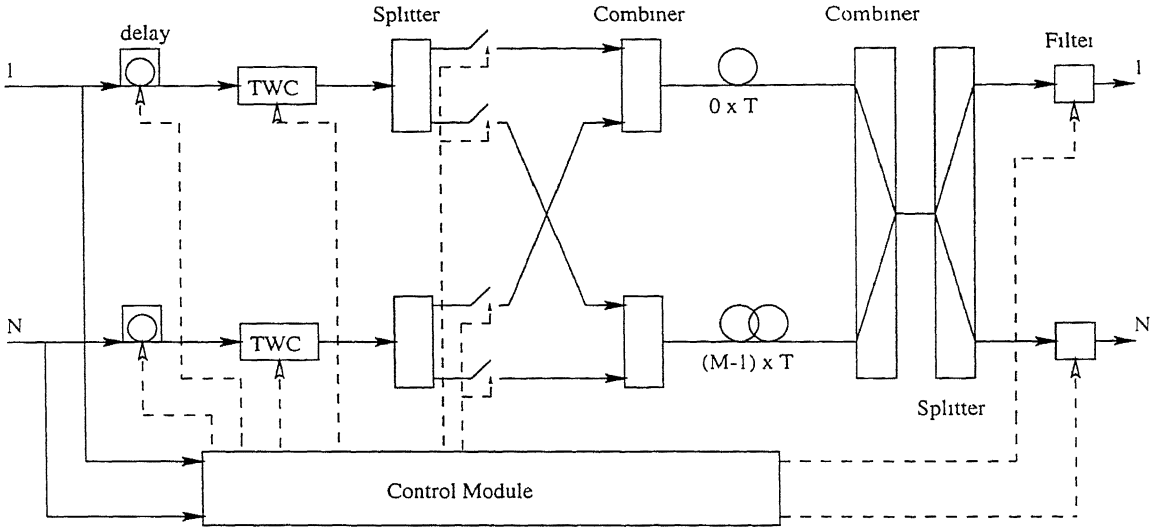 Splitter
Combiner
Combiner
delay
Filter
1
1
TWC
0 x T
N
N
TWC
(M-1) x T
Splitter
Control Module